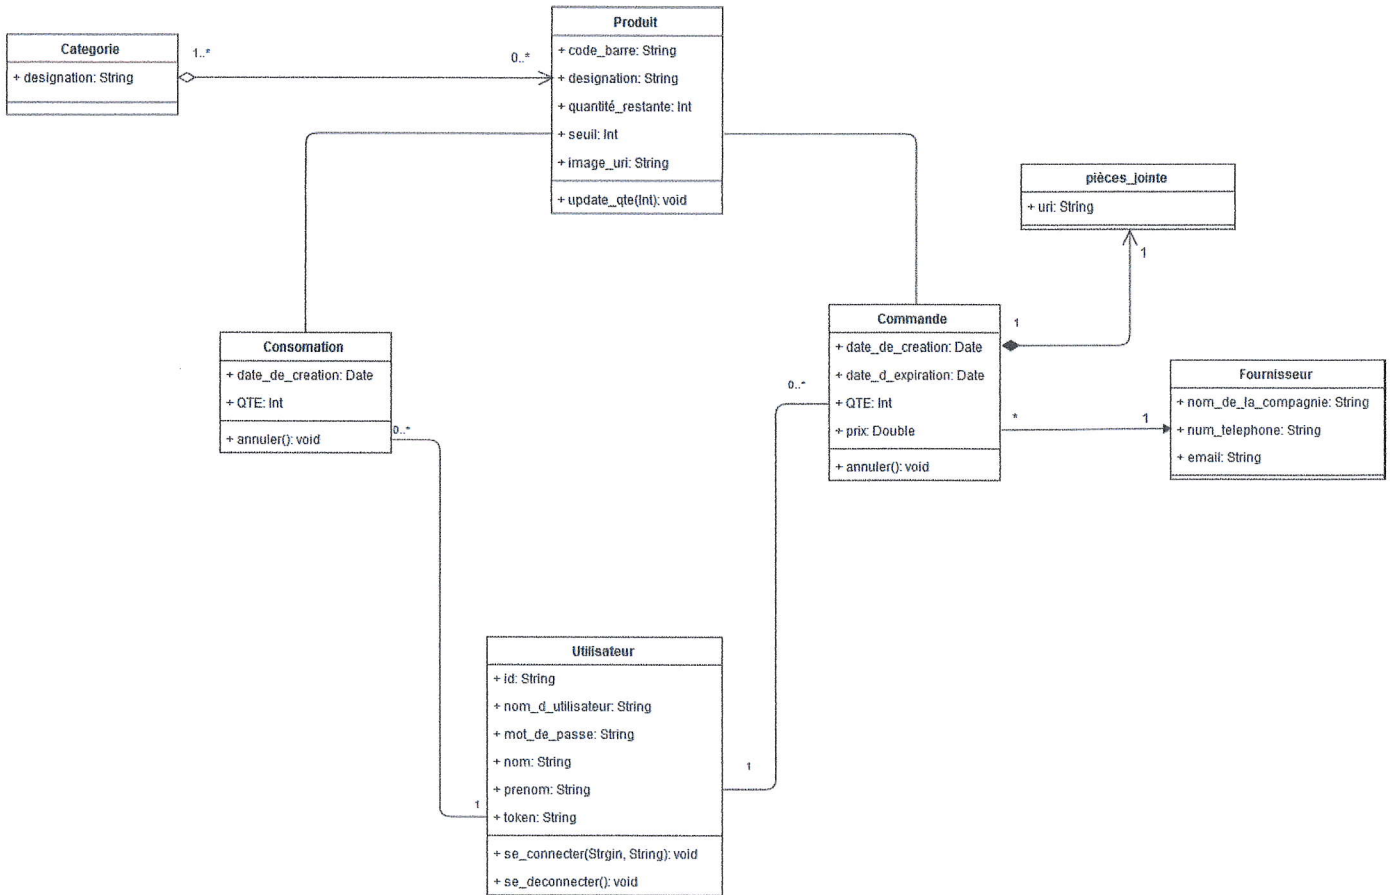 Produit
+ code_barre: String
+ designation: String
+ quantité_restante: Int
+ seuil: Int
+ image_uri: String
+ update_qte(Int): void
Categorie
+ designation: String
1..*
0..*
pièces_jointe
+ uri: String
1
Commande
+ date_de_creation: Date
+ date_d_expiration: Date
+ QTE: Int
+ prix: Double
+ annuler(): void
1
0..*
*
1
Fournisseur
+ nom_de_la_compagnie: String
+ num_telephone: String
+ email: String
Consomation
+ date_de_creation: Date
+ QTE: Int
+ annuler(): void
0..*
Utilisateur
+ id: String
+ nom_d_utilisateur: String
+ mot_de_passe: String
+ nom: String
+ prenom: String
+ token: String
+ se_connecter(Strgin, String): void
+ se_deconnecter(): void
1
1